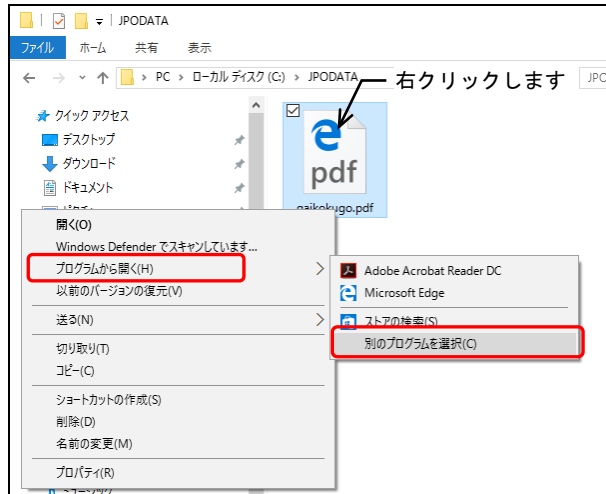 JPODATA
ファイル ホーム 共有 表示
PC > ローカル ディスク (C:) > JPODATA
右クリックします
JPO
クイック アクセス
デスクトップ
ダウンロード
ドキュメント
pdf
gaikokugo.pdf
開く(O)
Windows Defender でスキャンしています...
プログラムから開く(H)
以前のバージョンの復元(V)
送る(N)
切り取り(T)
コピー(C)
ショートカットの作成(S)
削除(D)
名前の変更(M)
プロパティ(R)
Adobe Acrobat Reader DC
Microsoft Edge
ストアの検索(S)
別のプログラムを選択(C)